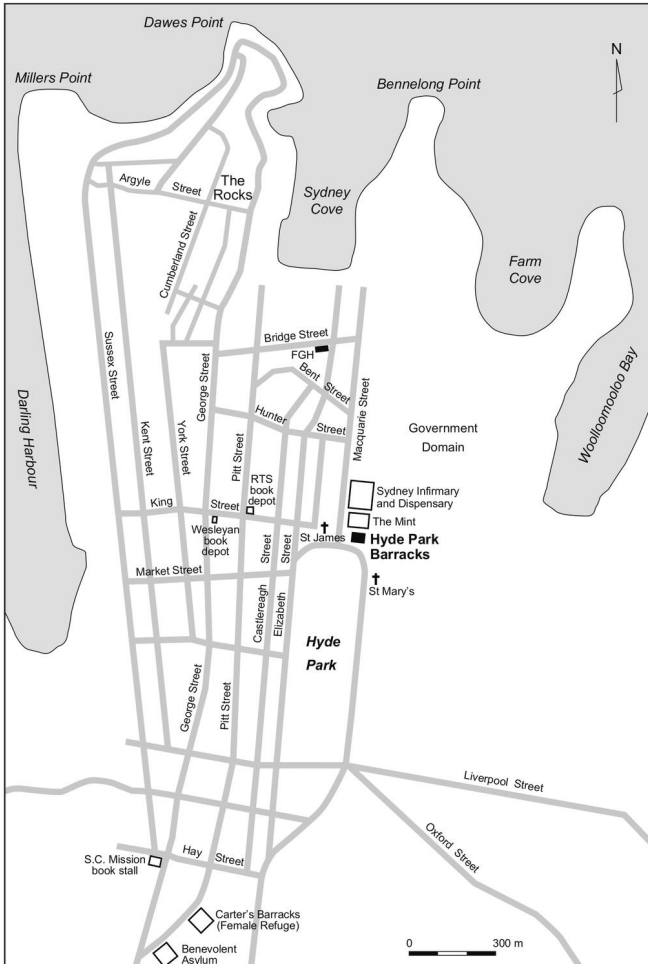 Dawes Point
Millers Point
Bennelong Point
N
Argyle Street
The
Rocks
Sydney
Cove
Farm
Cove
Cumberland Street
Woolloomooloo Bay
Darling Harbour
Sussex Street
Kent Street
York Street
George Street
Bridge Street
FGH
Bent Street
Hunter Street
Pitt Street
Macquarie Street
Government
Domain
RTS
book
depot
King Street
Wesleyan
book
depot
Sydney Infirmary
and Dispensary
The Mint
St James
Hyde Park
Barracks
St Mary's
Market Street
Castlereagh Street
Elizabeth Street
Hyde
Park
George Street
Pitt Street
Liverpool Street
Oxford Street
Hay Street
S.C. Mission
book stall
Carter's Barracks
(Female Refuge)
Benevolent
Asylum
0 300 m